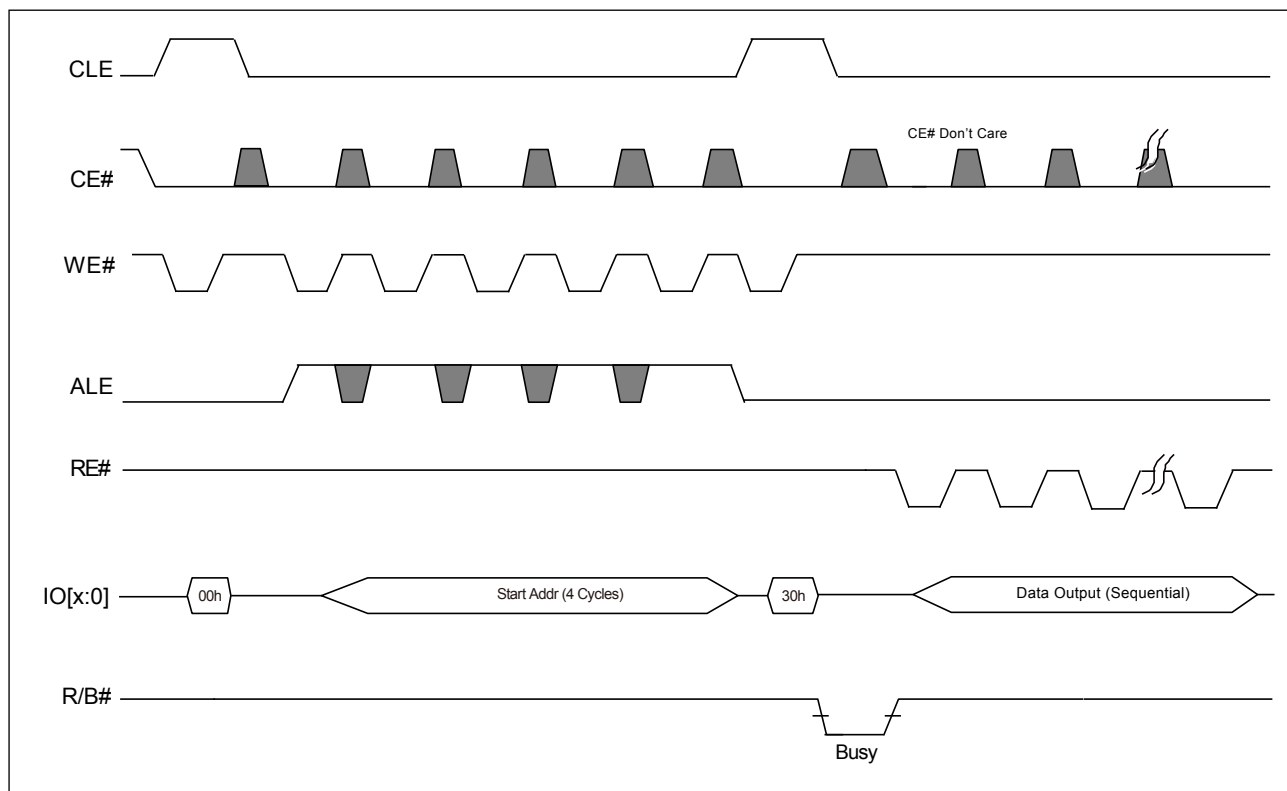 CLE
CE# Don't Care
CE#
WE#
ALE
RE#
IO[x:0]
00h
Start Addr (4 Cycles)
30h
Data Output (Sequential)
R/B#
Busy